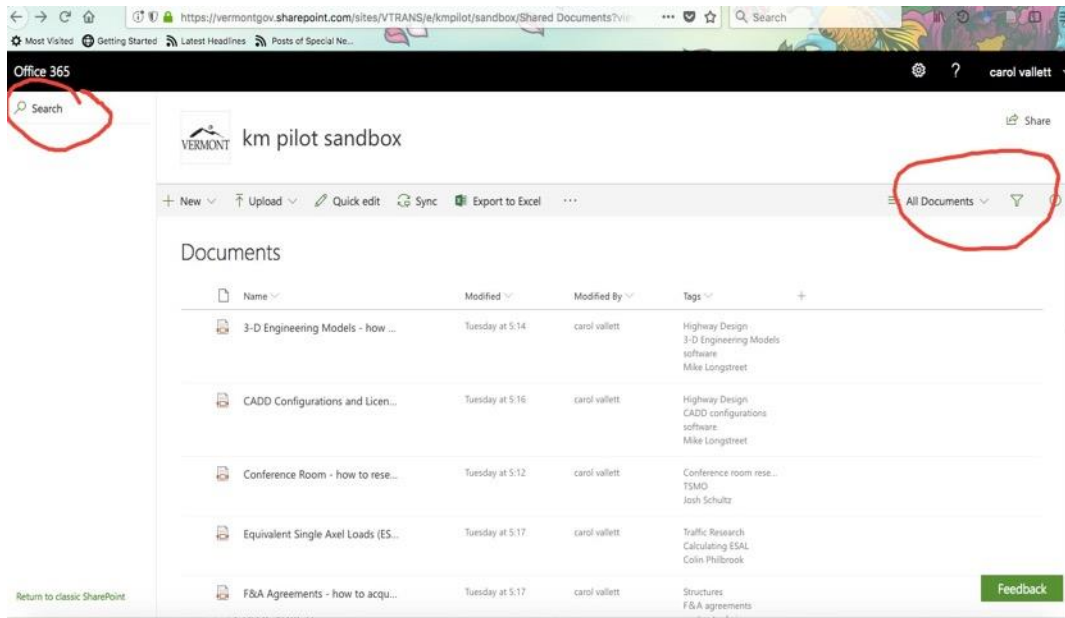 https://vermontgov.sharepoint.com/sites/VTRANS/e/kmpilot/sandbox/Shared Documents?vie
Search
Most Visited Getting Started Latest Headlines Posts of Special Ne...
Office 365
? carol vallett
Search
Share
VERMONT km pilot sandbox
+ New Upload Quick edit Sync Export to Excel ... All Documents
Documents
Name Modified Modified By Tags +
3-D Engineering Models - how ... Tuesday at 5:14 carol vallett Highway Design
3-D Engineering Models
software
Mike Longstreet
CADD Configurations and Licen... Tuesday at 5:16 carol vallett Highway Design
CADD configurations
software
Mike Longstreet
Conference Room - how to rese... Tuesday at 5:12 carol vallett Conference room rese...
TSMO
Josh Schultz
Equivalent Single Axel Loads (ES... Tuesday at 5:17 carol vallett Traffic Research
Calculating ESAL
Colin Philbrook
Feedback
Return to classic SharePoint
F&A Agreements - how to acqu... Tuesday at 5:17 carol vallett Structures
F&A agreements